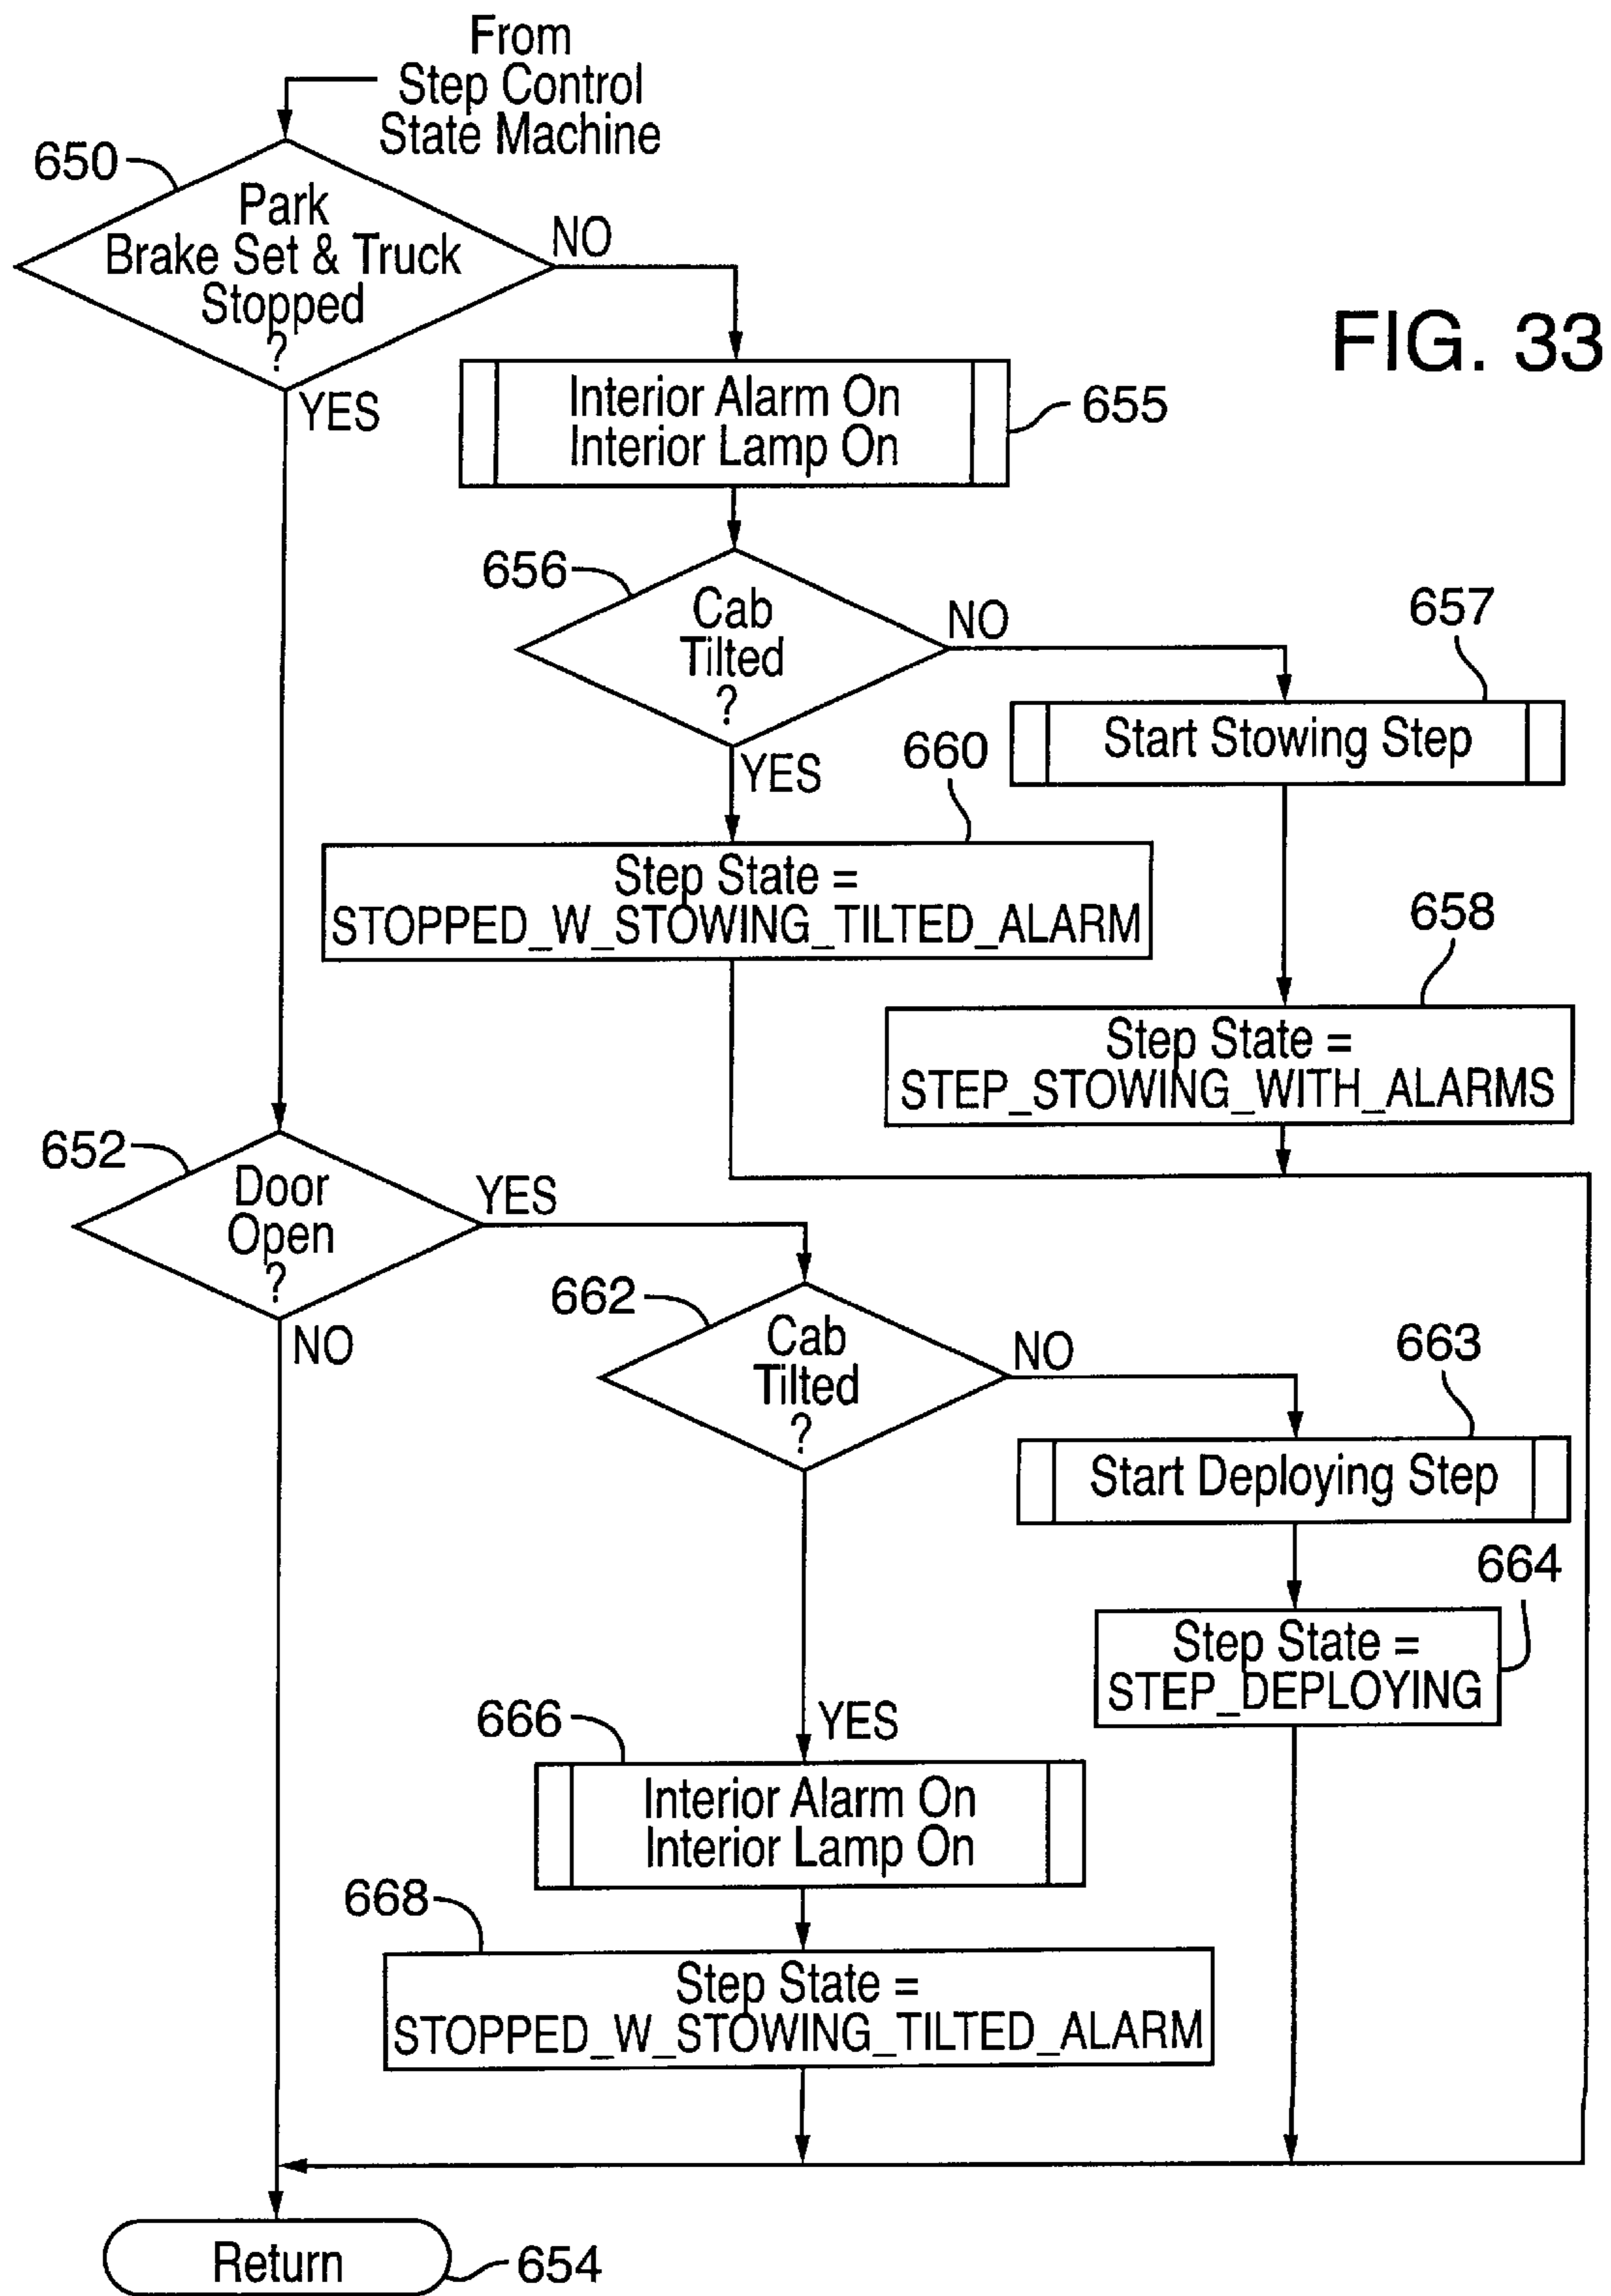 From
Step Control
State Machine
650
Park
Brake Set & Truck
Stopped
?
NO
YES
FIG. 33
Interior Alarm On
Interior Lamp On
655
656
Cab
Tilted
?
NO
YES
657
Start Stowing Step
660
Step State =
STOPPED_W_STOWING_TILTED_ALARM
658
Step State =
STEP_STOWING_WITH_ALARMS
652
Door
Open
?
YES
NO
662
Cab
Tilted
?
NO
YES
663
Start Deploying Step
664
Step State =
STEP_DEPLOYING
666
Interior Alarm On
Interior Lamp On
668
Step State =
STOPPED_W_STOWING_TILTED_ALARM
Return
654